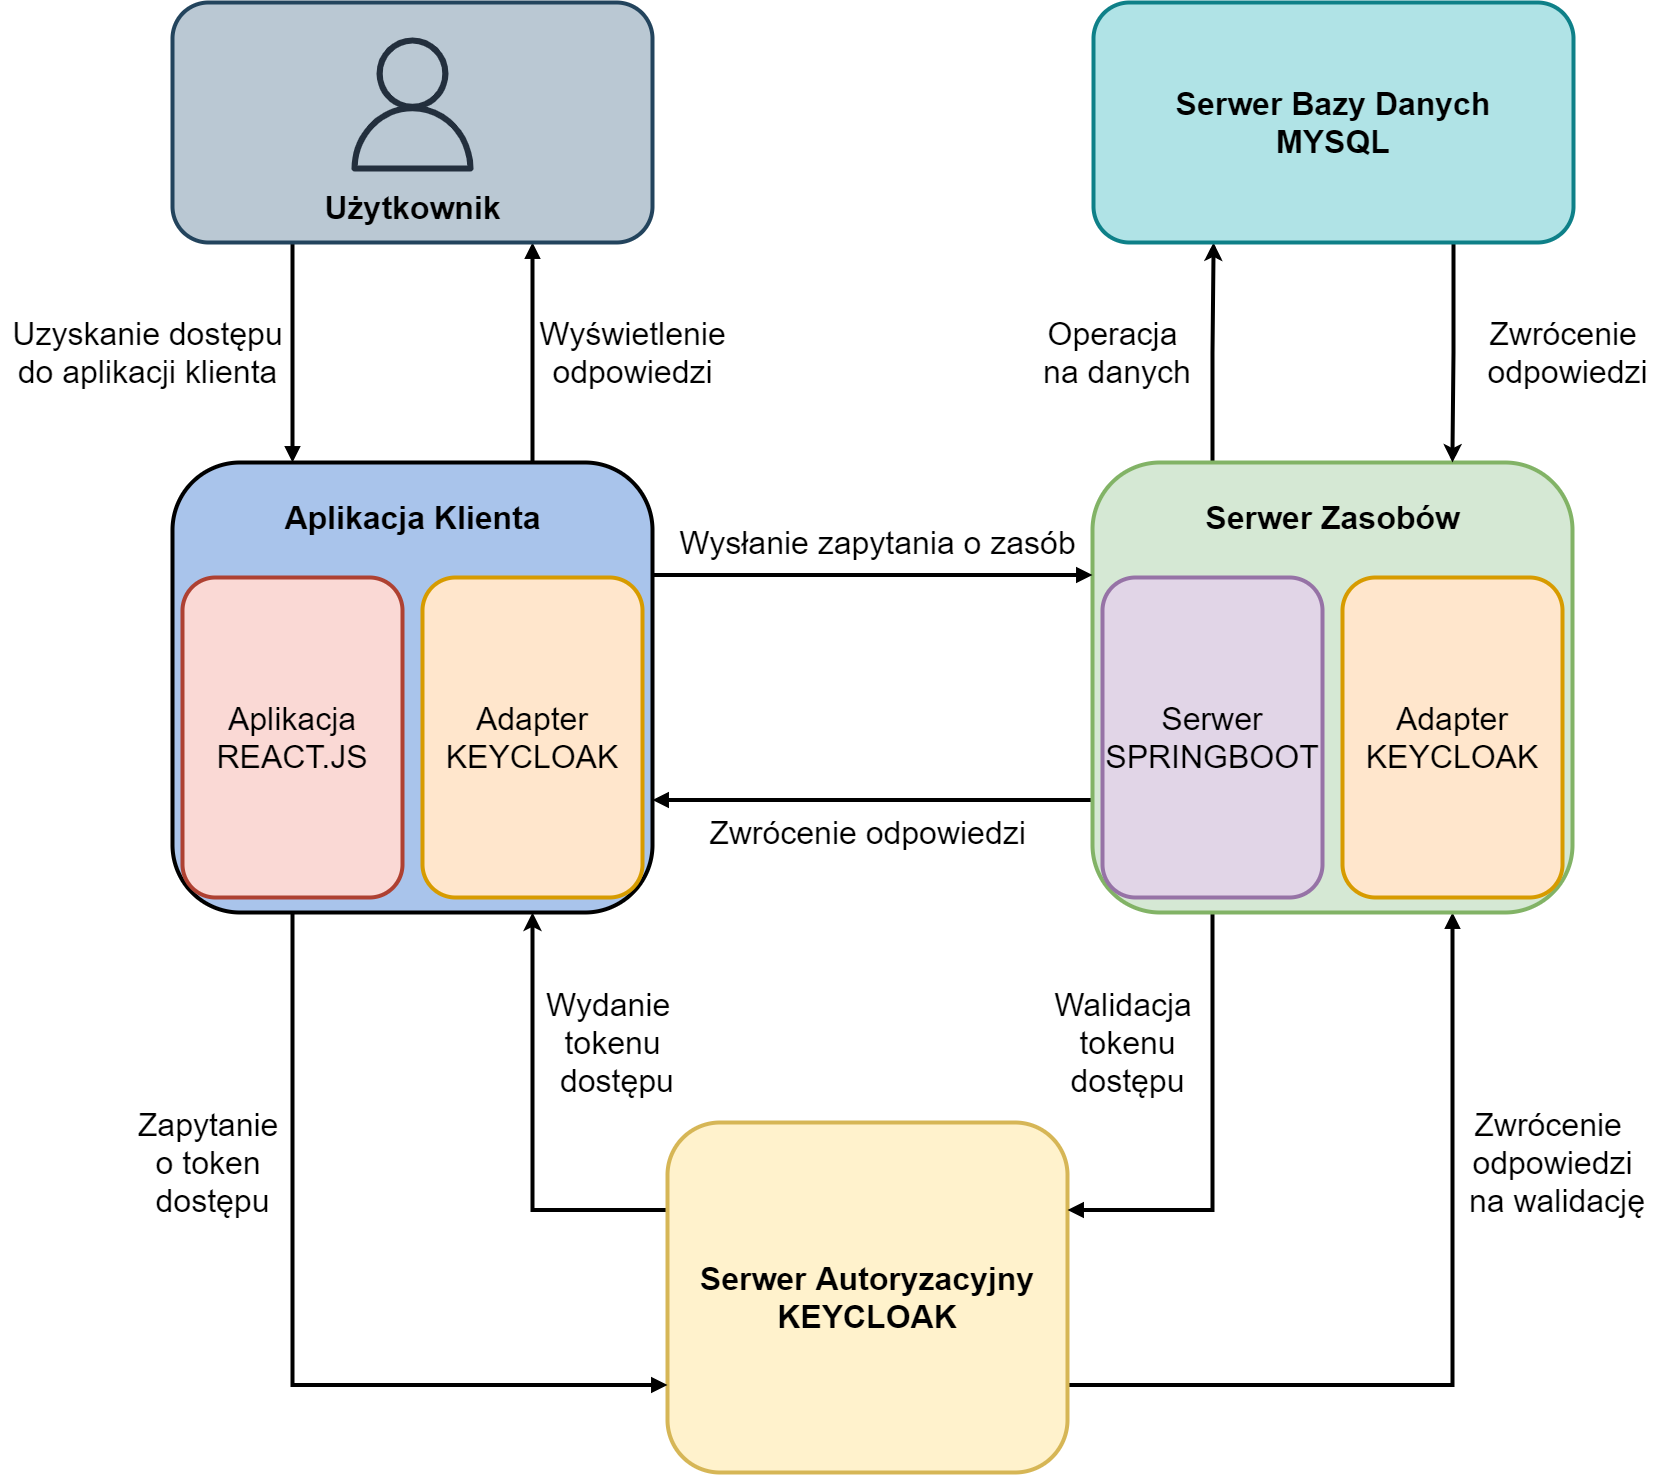 Użytkownik
Serwer Bazy Danych
MYSQL
Uzyskanie dostępu
do aplikacji klienta
Wyświetlenie
odpowiedzi
Operacja
na danych
Zwrócenie
odpowiedzi
Aplikacja Klienta
Aplikacja
REACT.JS
Adapter
KEYCLOAK
Wysłanie zapytania o zasób
Zwrócenie odpowiedzi
Serwer Zasobów
Serwer
SPRINGBOOT
Adapter
KEYCLOAK
Zapytanie
o token
dostępu
Wydanie
tokenu
dostępu
Walidacja
tokenu
dostępu
Zwrócenie
odpowiedzi
na walidację
Serwer Autoryzacyjny
KEYCLOAK